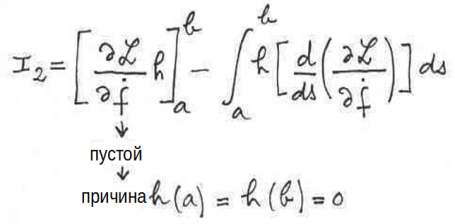 I₂ = [∂ℒ/∂ḟ h]ₐᵇ - ∫ₐᵇ h [d/ds (∂ℒ/∂ḟ)] ds
↓
пустой
↓
причина h(a) = h(b) = 0